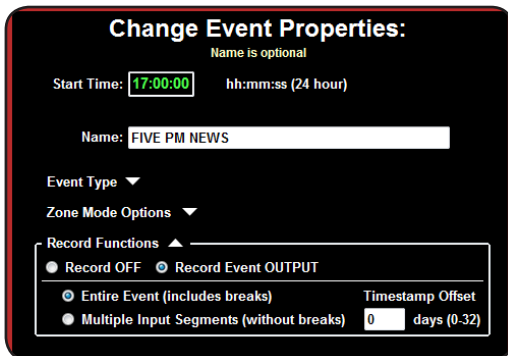 Change Event Properties:
Name is optional
Start Time: 17:00:00 hh:mm:ss (24 hour)
Name: FIVE PM NEWS
Event Type
Zone Mode Options
Record Functions
Record OFF Record Event OUTPUT
Entire Event (includes breaks) Timestamp Offset
Multiple Input Segments (without breaks) 0 days (0-32)